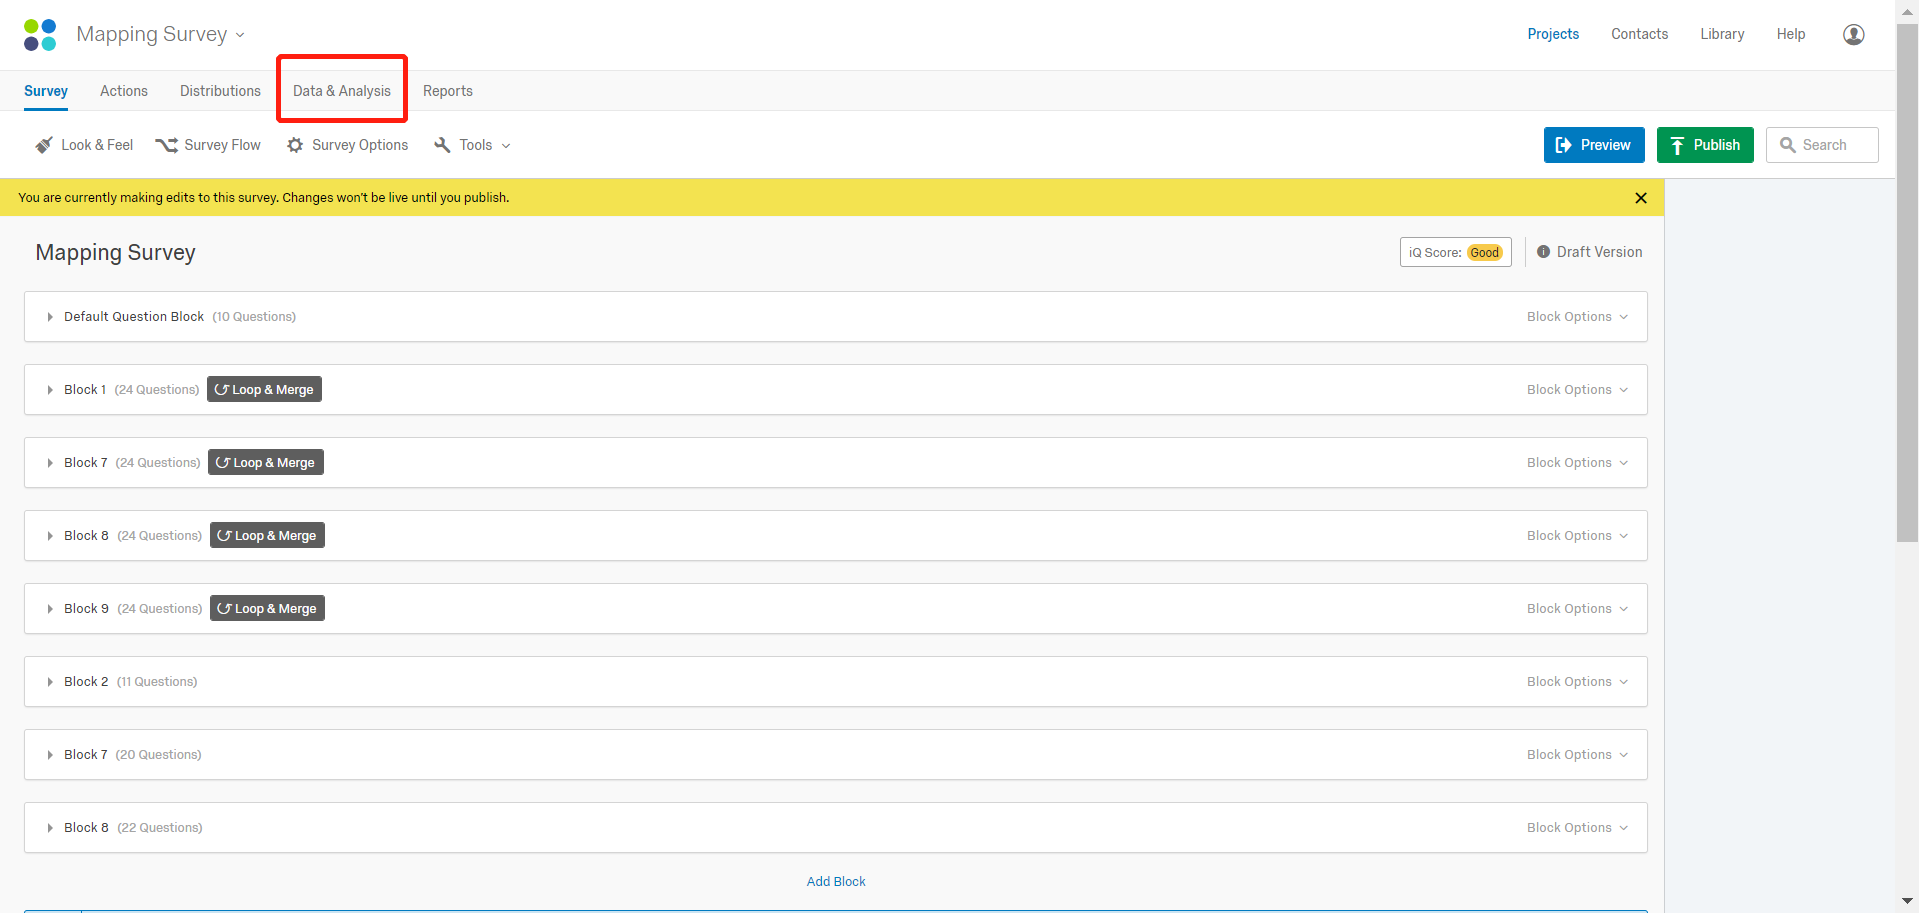 Mapping Survey
Projects Contacts Library Help
Survey Actions Distributions Data & Analysis Reports
Look & Feel Survey Flow Survey Options Tools Preview Publish Search
You are currently making edits to this survey. Changes won't be live until you publish.
Mapping Survey
iQ Score: Good Draft Version
Default Question Block (10 Questions) Block Options
Block 1 (24 Questions) Loop & Merge Block Options
Block 7 (24 Questions) Loop & Merge Block Options
Block 8 (24 Questions) Loop & Merge Block Options
Block 9 (24 Questions) Loop & Merge Block Options
Block 2 (11 Questions) Block Options
Block 7 (20 Questions) Block Options
Block 8 (22 Questions) Block Options
Add Block